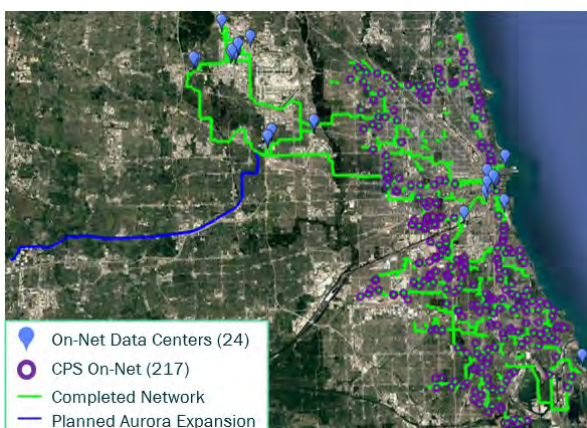 On-Net Data Centers (24)
CPS On-Net (217)
Completed Network
Planned Aurora Expansion